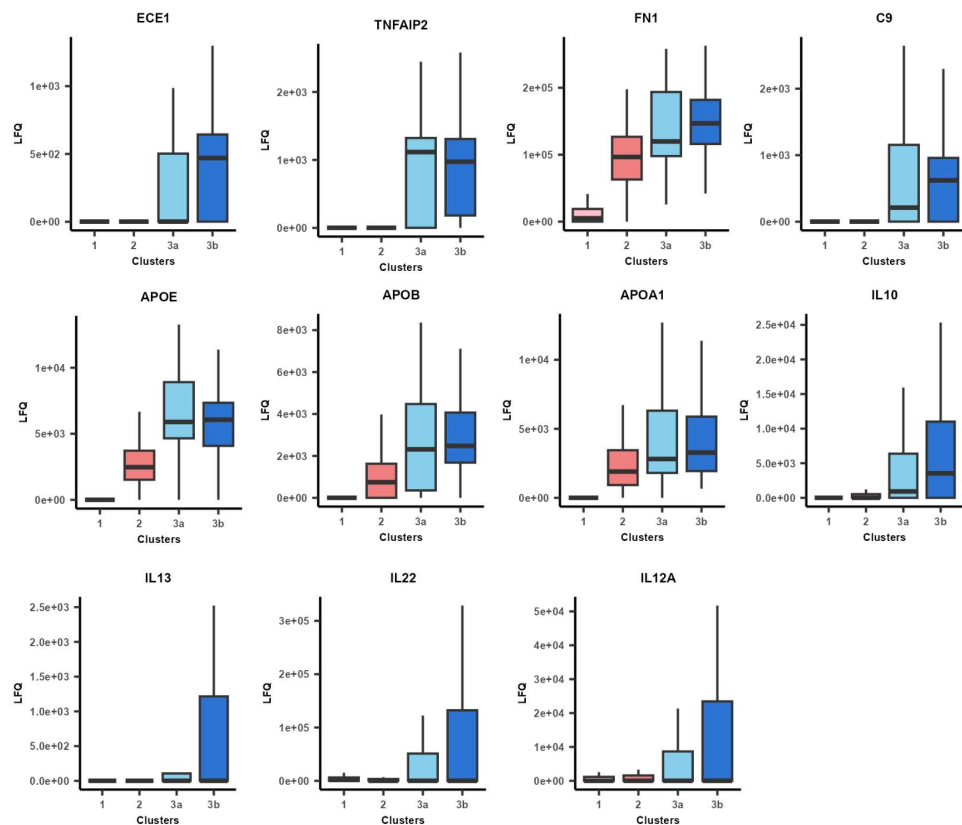 ECE1
TNFAIP2
FN1
C9
LFQ
1e+03
5e+02
0e+00
1 2 3a 3b
Clusters
LFQ
2e+03
1e+03
0e+00
1 2 3a 3b
Clusters
LFQ
2e+05
1e+05
0e+00
1 2 3a 3b
Clusters
LFQ
2e+03
1e+03
0e+00
1 2 3a 3b
Clusters
APOE
APOB
APOA1
IL10
LFQ
1e+04
5e+03
0e+00
1 2 3a 3b
Clusters
LFQ
8e+03
6e+03
4e+03
2e+03
0e+00
1 2 3a 3b
Clusters
LFQ
1e+04
5e+03
0e+00
1 2 3a 3b
Clusters
LFQ
2.5e+04
2.0e+04
1.5e+04
1.0e+04
5.0e+03
0.0e+00
1 2 3a 3b
Clusters
IL13
IL22
IL12A
LFQ
2.5e+03
2.0e+03
1.5e+03
1.0e+03
5.0e+02
0.0e+00
1 2 3a 3b
Clusters
LFQ
3e+05
2e+05
1e+05
0e+00
1 2 3a 3b
Clusters
LFQ
5e+04
4e+04
3e+04
2e+04
1e+04
0e+00
1 2 3a 3b
Clusters